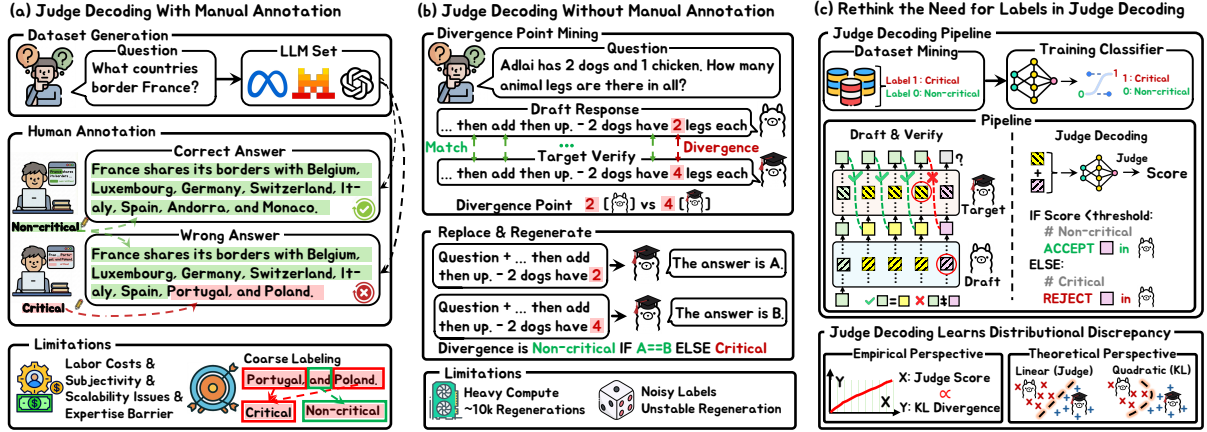 (a) Judge Decoding With Manual Annotation
Dataset Generation
Question
What countries
border France?
LLM Set
Human Annotation
Correct Answer
France shares its borders with Belgium,
Luxembourg, Germany, Switzerland, It-
aly, Spain, Andorra, and Monaco.
Non-critical
Wrong Answer
France shares its borders with Belgium,
Luxembourg, Germany, Switzerland, It-
aly, Spain, Portugal, and Poland.
Critical
Limitations
Labor Costs &
Subjectivity &
Scalability Issues &
Expertise Barrier
Coarse Labeling
Portugal, and Poland.
Critical
Non-critical
(b) Judge Decoding Without Manual Annotation
Divergence Point Mining
Question
Adlai has 2 dogs and 1 chicken. How many
animal legs are there in all?
Draft Response
... then add then up. - 2 dogs have 2 legs each
Match
...
Divergence
Target Verify
... then add then up. - 2 dogs have 4 legs each
Divergence Point 2 [ ] vs 4 [ ]
Replace & Regenerate
Question + ... then add
then up. - 2 dogs have 2
The answer is A.
Question + ... then add
then up. - 2 dogs have 4
The answer is B.
Divergence is Non-critical IF A==B ELSE Critical
Limitations
Heavy Compute
~10k Regenerations
Noisy Labels
Unstable Regeneration
(c) Rethink the Need for Labels in Judge Decoding
Judge Decoding Pipeline
Dataset Mining
Label 1 : Critical
Label 0: Non-critical
Training Classifier
1
0
1 : Critical
0: Non-critical
Pipeline
Draft & Verify
?
Target
Draft
= ≠
Judge Decoding
+
Judge
Score
IF Score <threshold:
# Non-critical
ACCEPT in
ELSE:
# Critical
REJECT in
Judge Decoding Learns Distributional Discrepancy
Empirical Perspective
Y
X
X: Judge Score
∝
Y: KL Divergence
Theoretical Perspective
Linear (Judge)
Quadratic (KL)